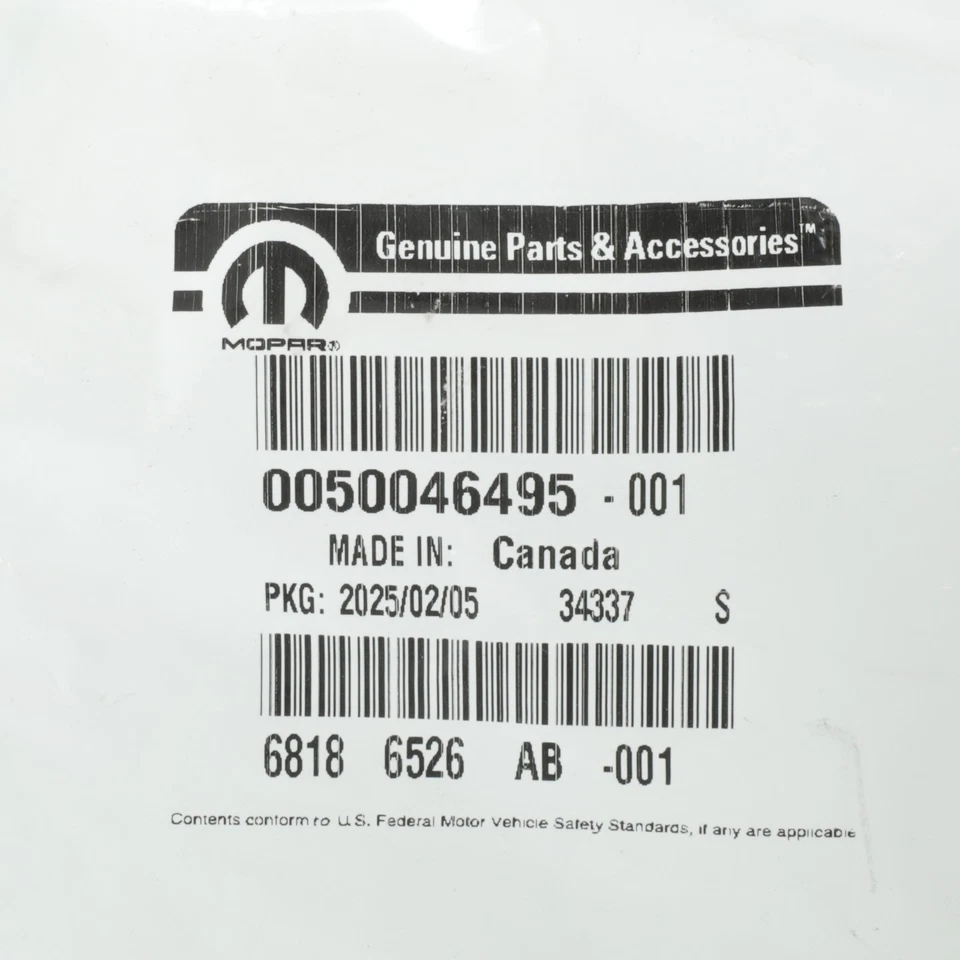 Genuine Parts & Accessories™
MOPAR®
0050046495 - 001
MADE IN: Canada
PKG: 2025/02/05 34337 S
6818 6526 AB -001
Contents conform to U.S. Federal Motor Vehicle Safety Standards, if any are applicable